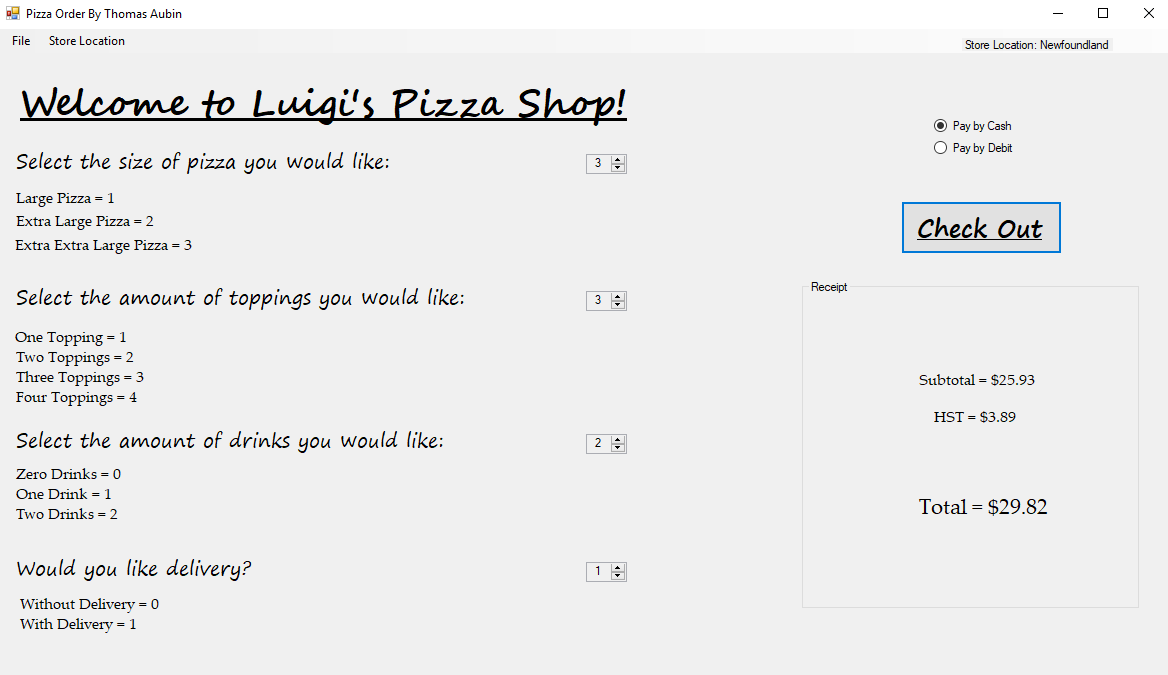 Pizza Order By Thomas Aubin
File Store Location
Store Location: Newfoundland
Welcome to Luigi's Pizza Shop!
Select the size of pizza you would like:
3
Large Pizza = 1
Extra Large Pizza = 2
Extra Extra Large Pizza = 3
Select the amount of toppings you would like:
3
One Topping = 1
Two Toppings = 2
Three Toppings = 3
Four Toppings = 4
Select the amount of drinks you would like:
2
Zero Drinks = 0
One Drink = 1
Two Drinks = 2
Would you like delivery?
1
Without Delivery = 0
With Delivery = 1
Pay by Cash
Pay by Debit
Check Out
Receipt
Subtotal = $25.93
HST = $3.89
Total = $29.82